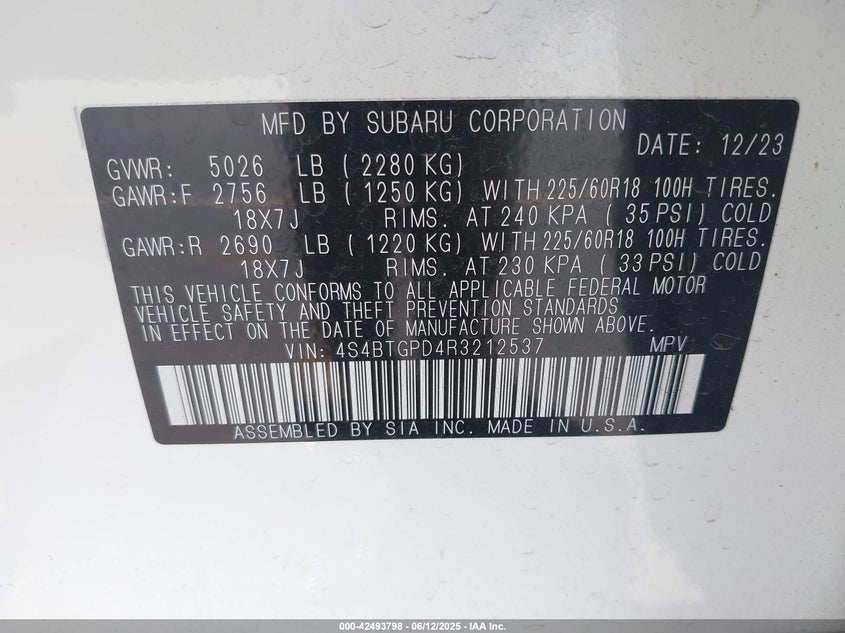 MFD BY SUBARU CORPORATION
DATE: 12/23
GVWR: 5026 LB ( 2280 KG)
GAWR:F 2756 LB ( 1250 KG) WITH 225/60R18 100H TIRES.
18X7J RIMS. AT 240 KPA ( 35 PSI) COLD
GAWR:R 2690 LB ( 1220 KG) WITH 225/60R18 100H TIRES.
18X7J RIMS. AT 230 KPA ( 33 PSI) COLD
THIS VEHICLE CONFORMS TO ALL APPLICABLE FEDERAL MOTOR
VEHICLE SAFETY AND THEFT PREVENTION STANDARDS
IN EFFECT ON THE DATE OF MANUFACTURE SHOWN ABOVE.
VIN: 4S4BTGPD4R3212537 MPV
ASSEMBLED BY SIA INC. MADE IN U.S.A.
000-42493798 - 06/12/2025 - IAA Inc.